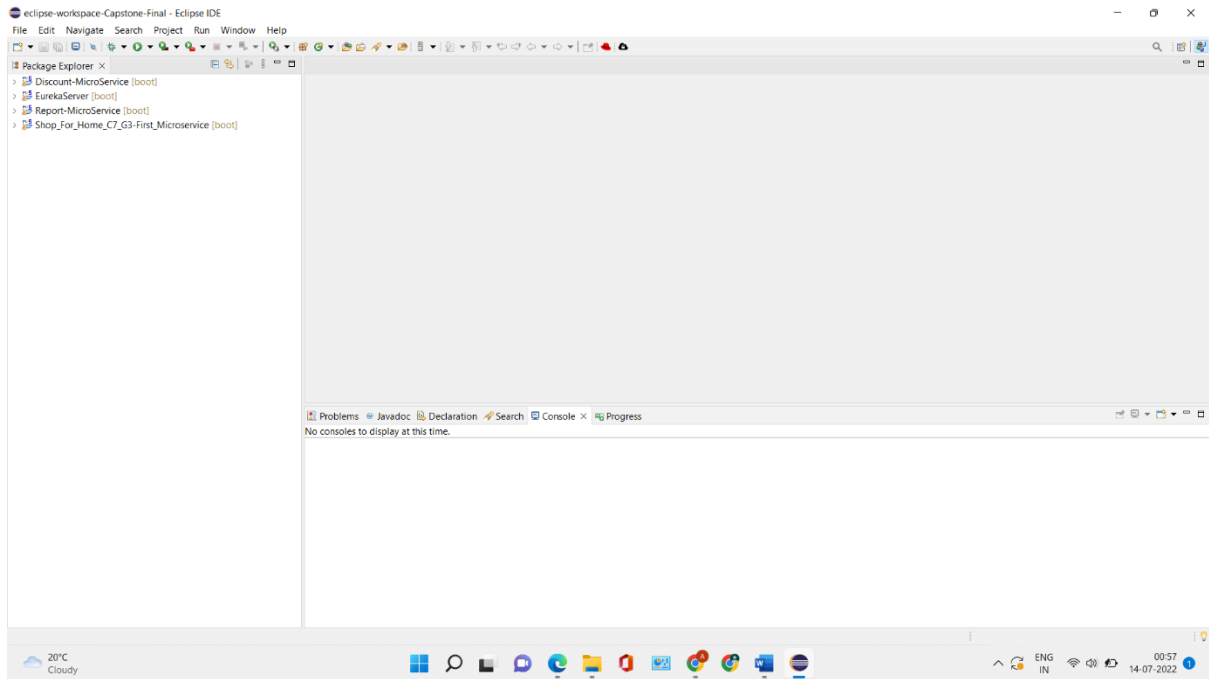 eclipse-workspace-Capstone-Final - Eclipse IDE
File Edit Navigate Search Project Run Window Help
Package Explorer
Discount-MicroService [boot]
EurekaServer [boot]
Report-MicroService [boot]
Shop_For_Home_C7_G3-First_Microservice [boot]
Problems Javadoc Declaration Search Console Progress
No consoles to display at this time.
20°C
Cloudy
ENG
IN
00:57
14-07-2022
1